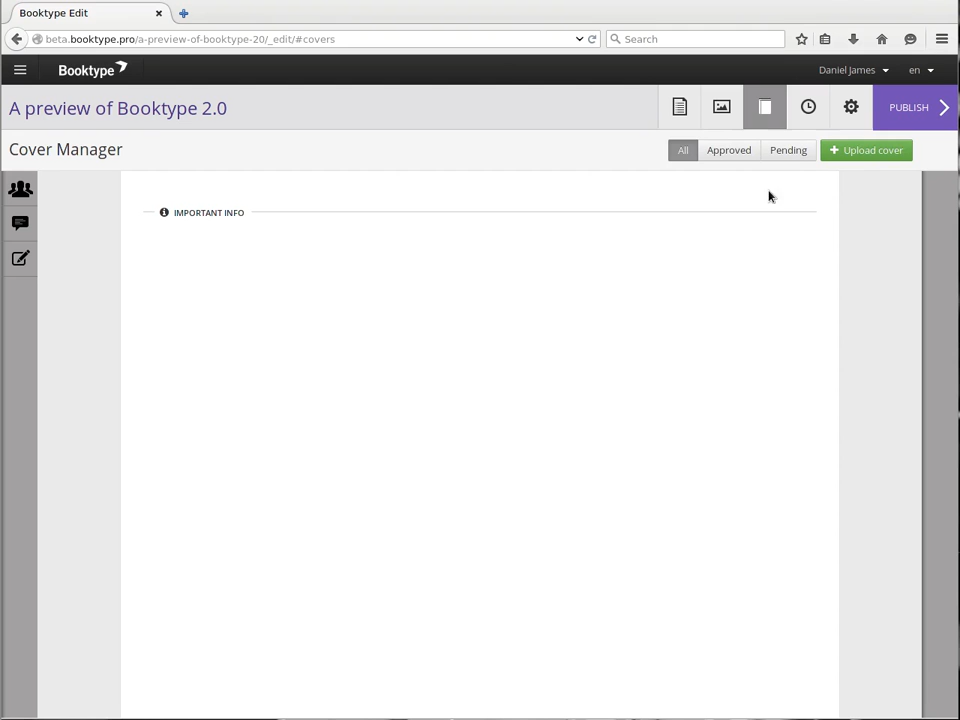 Booktype Edit
beta.booktype.pro/a-preview-of-booktype-20/_edit/#covers
Search
Booktype
Daniel James
en
A preview of Booktype 2.0
PUBLISH
Cover Manager
All
Approved
Pending
Upload cover
IMPORTANT INFO